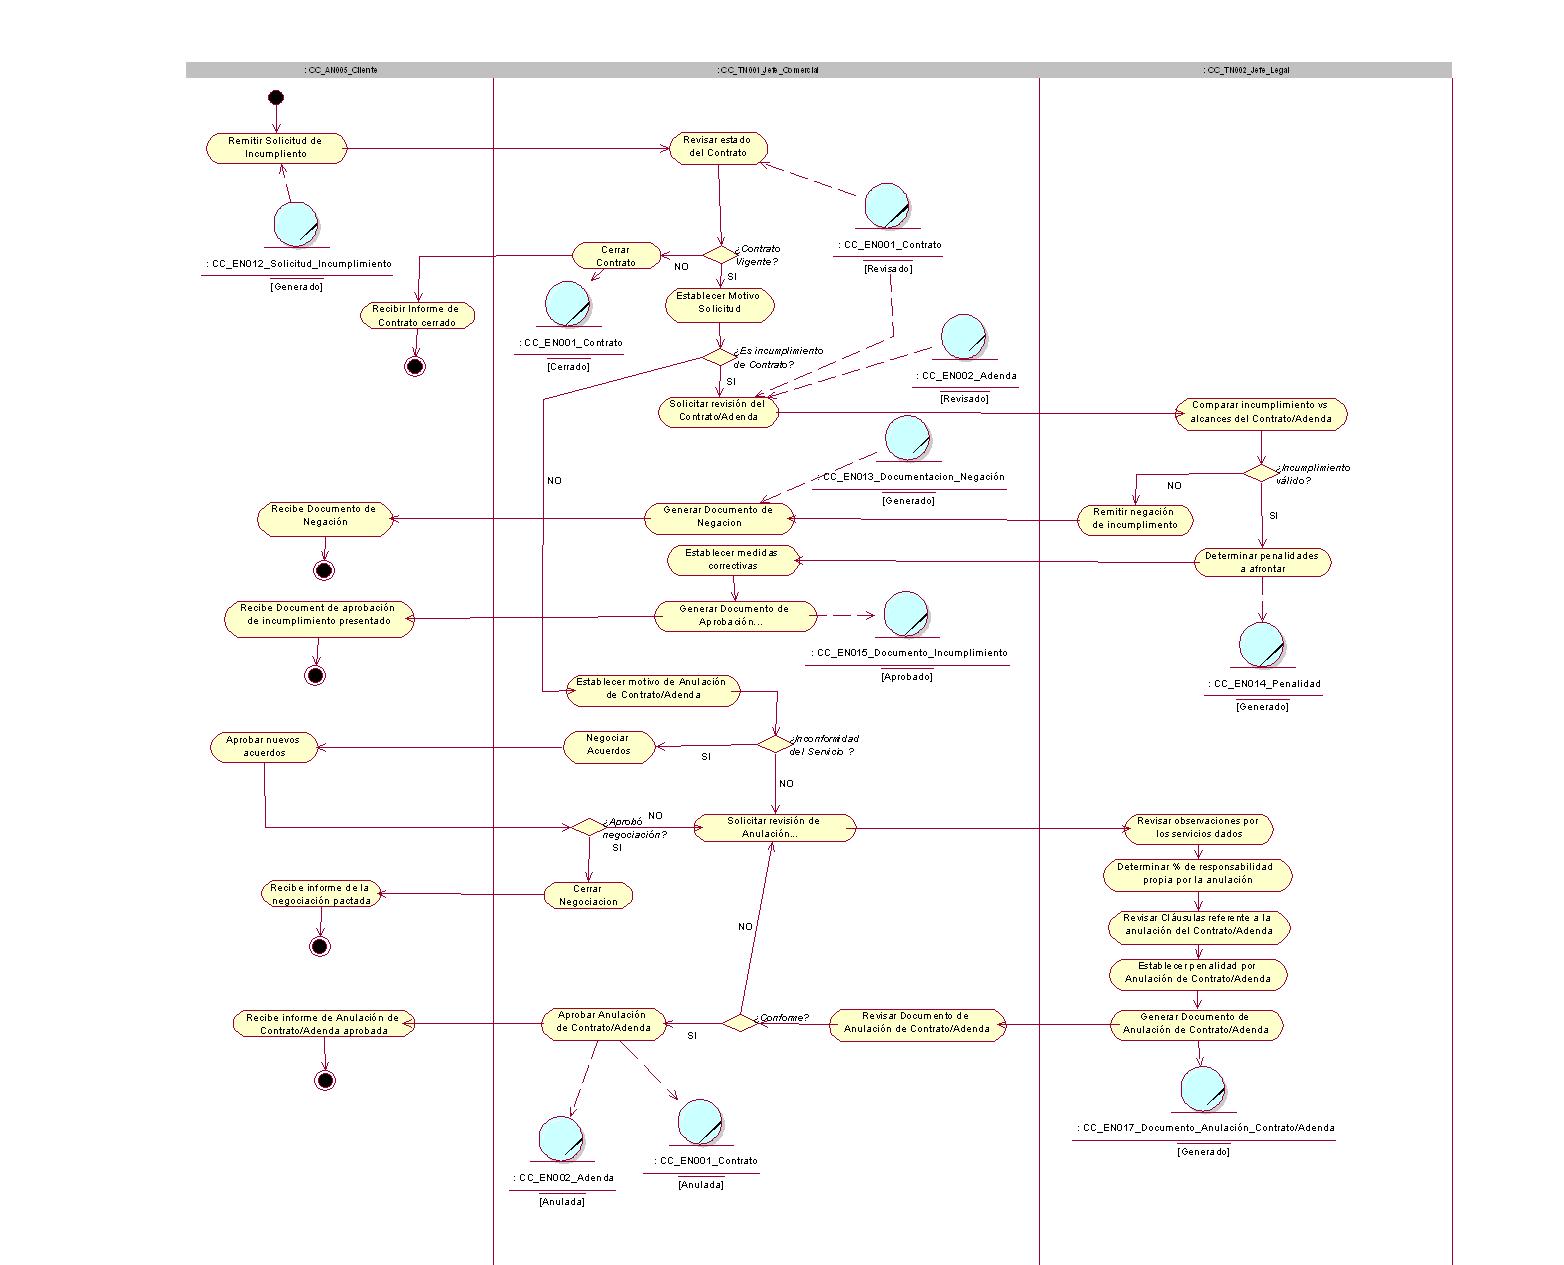 : CC_AN005_Cliente
: CC_TN001_Jefe_Comercial
: CC_TN002_Jefe_Legal
Remitir Solicitud de
Incumpliento
Revisar estado
del Contrato
: CC_EN012_Solicitud_Incumplimiento
[Generado]
: CC_EN001_Contrato
[Revisado]
¿Contrato
Vigente?
NO
SI
Cerrar
Contrato
Recibir Informe de
Contrato cerrado
: CC_EN001_Contrato
[Cerrado]
Establecer Motivo
Solicitud
¿Es incumplimiento
de Contrato?
SI
NO
: CC_EN002_Adenda
[Revisado]
Solicitar revisión del
Contrato/Adenda
Comparar incumplimiento vs
alcances del Contrato/Adenda
: CC_EN013_Documentacion_Negación
[Generado]
¿Incumplimiento
válido?
NO
SI
Recibe Documento de
Negación
Generar Documento de
Negacion
Remitir negación
de incumplimento
Establecer medidas
correctivas
Determinar penalidades
a afrontar
Recibe Document de aprobación
de incumplimiento presentado
Generar Documento de
Aprobación...
: CC_EN015_Documento_Incumplimiento
[Aprobado]
: CC_EN014_Penalidad
[Generado]
Establecer motivo de Anulación
de Contrato/Adenda
Aprobar nuevos
acuerdos
Negociar
Acuerdos
SI
¿Inconformidad
del Servicio ?
NO
¿Aprobó
negociación?
NO
SI
Solicitar revisión de
Anulación...
Revisar observaciones por
los servicios dados
Determinar % de responsabilidad
propia por la anulación
Recibe informe de la
negociación pactada
Cerrar
Negociacion
Revisar Cláusulas referente a la
anulación del Contrato/Adenda
NO
Establecer penalidad por
Anulación de Contrato/Adenda
Recibe informe de Anulación de
Contrato/Adenda aprobada
Aprobar Anulación
de Contrato/Adenda
SI
¿Conforme?
Revisar Documento de
Anulación de Contrato/Adenda
Generar Documento de
Anulación de Contrato/Adenda
: CC_EN017_Documento_Anulación_Contrato/Adenda
[Generado]
: CC_EN002_Adenda
[Anulada]
: CC_EN001_Contrato
[Anulada]